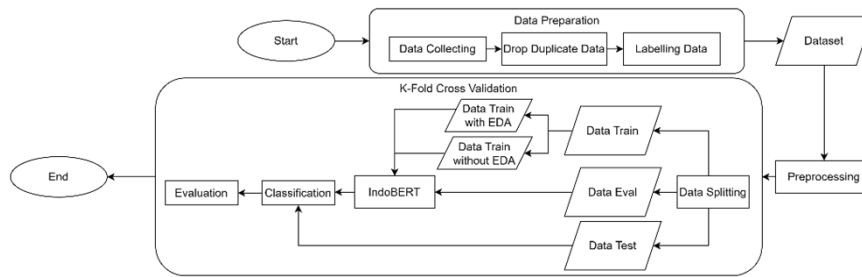 Data Preparation
Start
Data Collecting
Drop Duplicate Data
Labelling Data
Dataset
K-Fold Cross Validation
Data Train
with EDA
Data Train
Data Train
without EDA
End
Evaluation
Classification
IndoBERT
Data Eval
Data Splitting
Preprocessing
Data Test